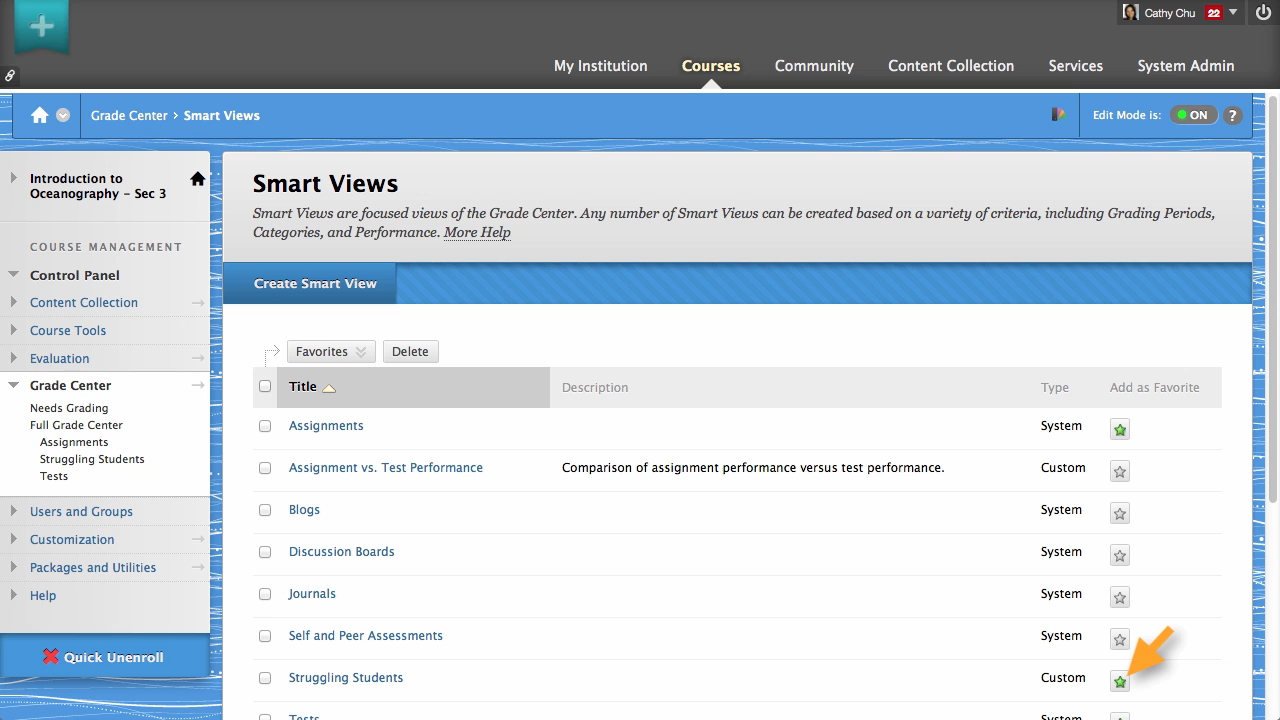 Cathy Chu 22
My Institution Courses Community Content Collection Services System Admin
Grade Center > Smart Views Edit Mode is: ON ?
Introduction to
Oceanography – Sec 3
COURSE MANAGEMENT
Control Panel
Content Collection
Course Tools
Evaluation
Grade Center
Needs Grading
Full Grade Center
Assignments
Struggling Students
Tests
Users and Groups
Customization
Packages and Utilities
Help
Quick Unenroll
Smart Views
Smart Views are focused views of the Grade Center. Any number of Smart Views can be created based on a variety of criteria, including Grading Periods,
Categories, and Performance. More Help
Create Smart View
Favorites Delete
Title Description Type Add as Favorite
Assignments System
Assignment vs. Test Performance Comparison of assignment performance versus test performance. Custom
Blogs System
Discussion Boards System
Journals System
Self and Peer Assessments System
Struggling Students Custom
Tests System